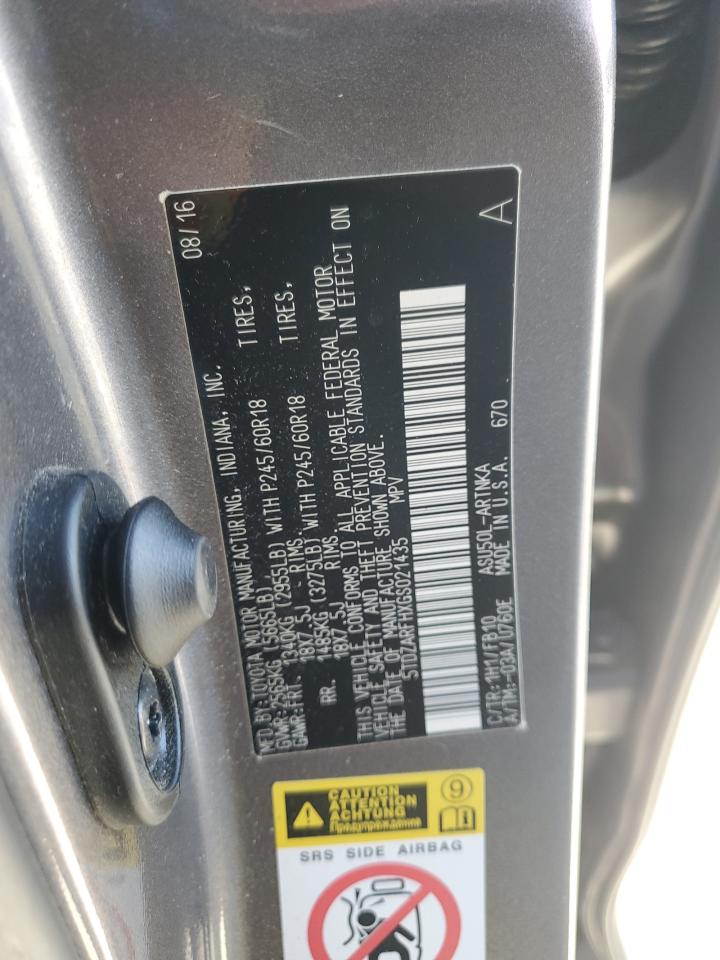 MFD.BY:TOYOTA MOTOR MANUFACTURING, INDIANA, INC. 08/16
GVWR:2565KG (5665LB)
GAWR:FRT. 1340KG (2955LB) WITH P245/60R18 TIRES,
18X7.5J RIMS,
RR. 1485KG (3275LB) WITH P245/60R18 TIRES,
18X7.5J RIMS
THIS VEHICLE CONFORMS TO ALL APPLICABLE FEDERAL MOTOR
VEHICLE SAFETY AND THEFT PREVENTION STANDARDS IN EFFECT ON
THE DATE OF MANUFACTURE SHOWN ABOVE.
5TDZARFHXGS021435 MPV
C/TR:1H1/FB10 ASU50L-ARTNKA A
A/TM:-03A/U760E MADE IN U.S.A. 670
CAUTION
ATTENTION
ACHTUNG
Предупреждение
9
SRS SIDE AIRBAG